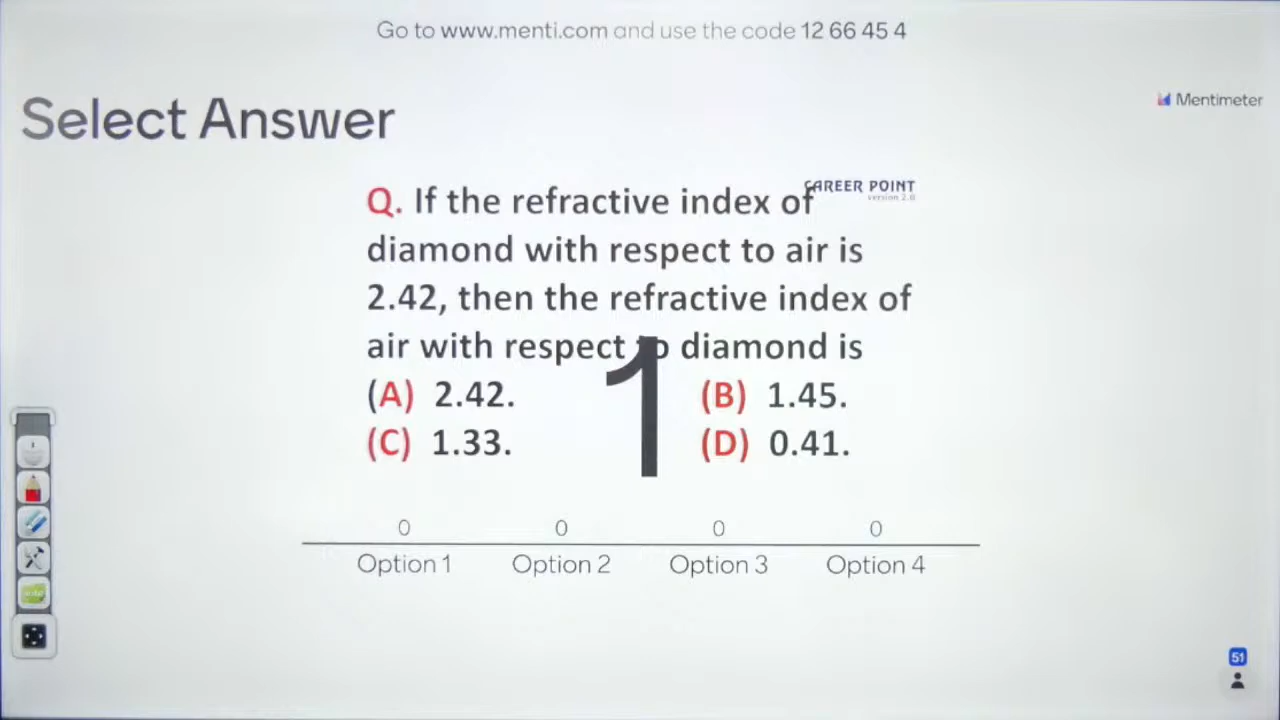 Go to www.menti.com and use the code 12 66 45 4
Mentimeter
Select Answer
CAREER POINT
version 2.0
Q. If the refractive index of
diamond with respect to air is
2.42, then the refractive index of
air with respect to diamond is
1
(A) 2.42. (B) 1.45.
(C) 1.33. (D) 0.41.
0 0 0 0
Option 1 Option 2 Option 3 Option 4
51